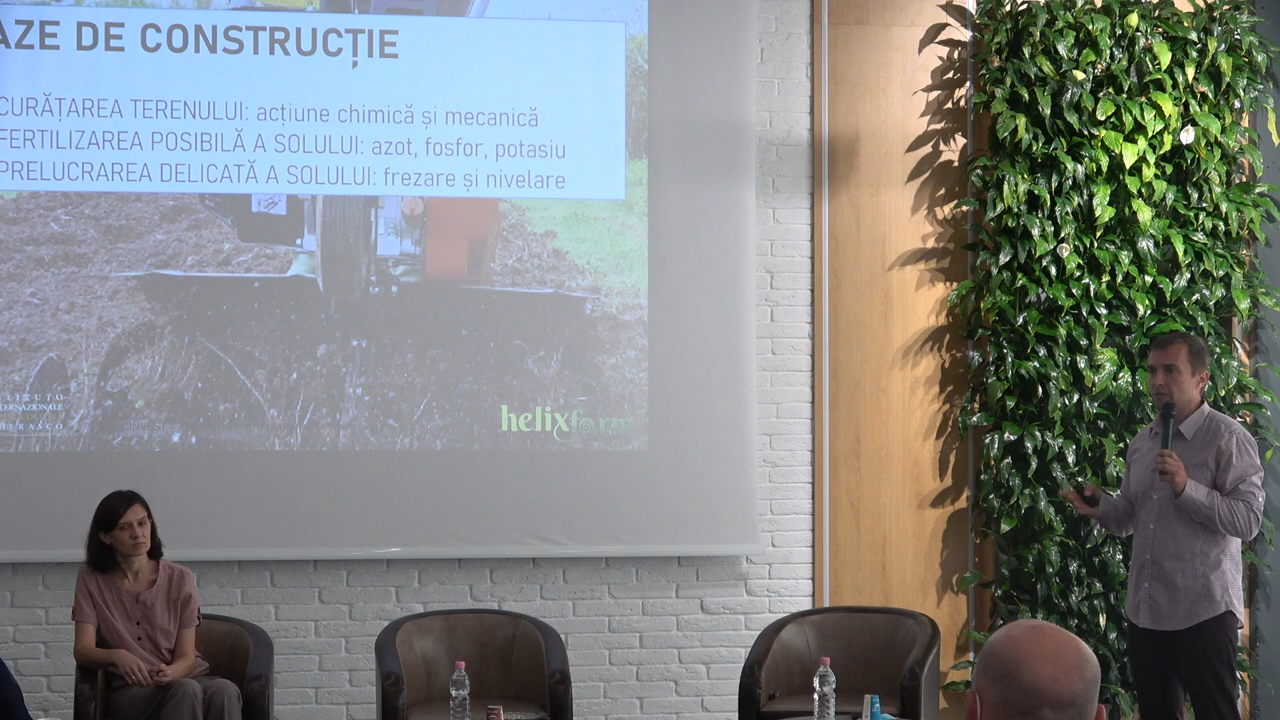 AZE DE CONSTRUCȚIE
CURĂȚAREA TERENULUI: acțiune chimică și mecanică
FERTILIZAREA POSIBILĂ A SOLULUI: azot, fosfor, potasiu
PRELUCRAREA DELICATĂ A SOLULUI: frezare și nivelare
helixfarm